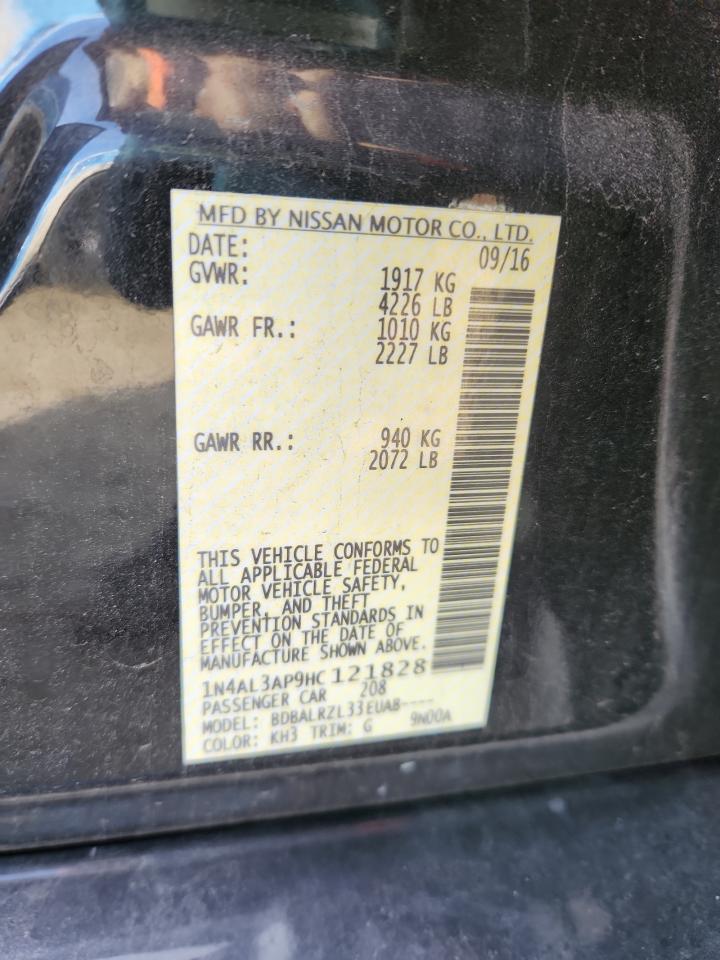 MFD BY NISSAN MOTOR CO., LTD.
DATE: 09/16
GVWR: 1917 KG
4226 LB
GAWR FR.: 1010 KG
2227 LB
GAWR RR.: 940 KG
2072 LB
THIS VEHICLE CONFORMS TO
ALL APPLICABLE FEDERAL
MOTOR VEHICLE SAFETY,
BUMPER, AND THEFT
PREVENTION STANDARDS IN
EFFECT ON THE DATE OF
MANUFACTURE SHOWN ABOVE.
1N4AL3AP9HC121828
PASSENGER CAR 208
MODEL: BDBALRZL33EUAB----
COLOR: KH3 TRIM: G 9N00A